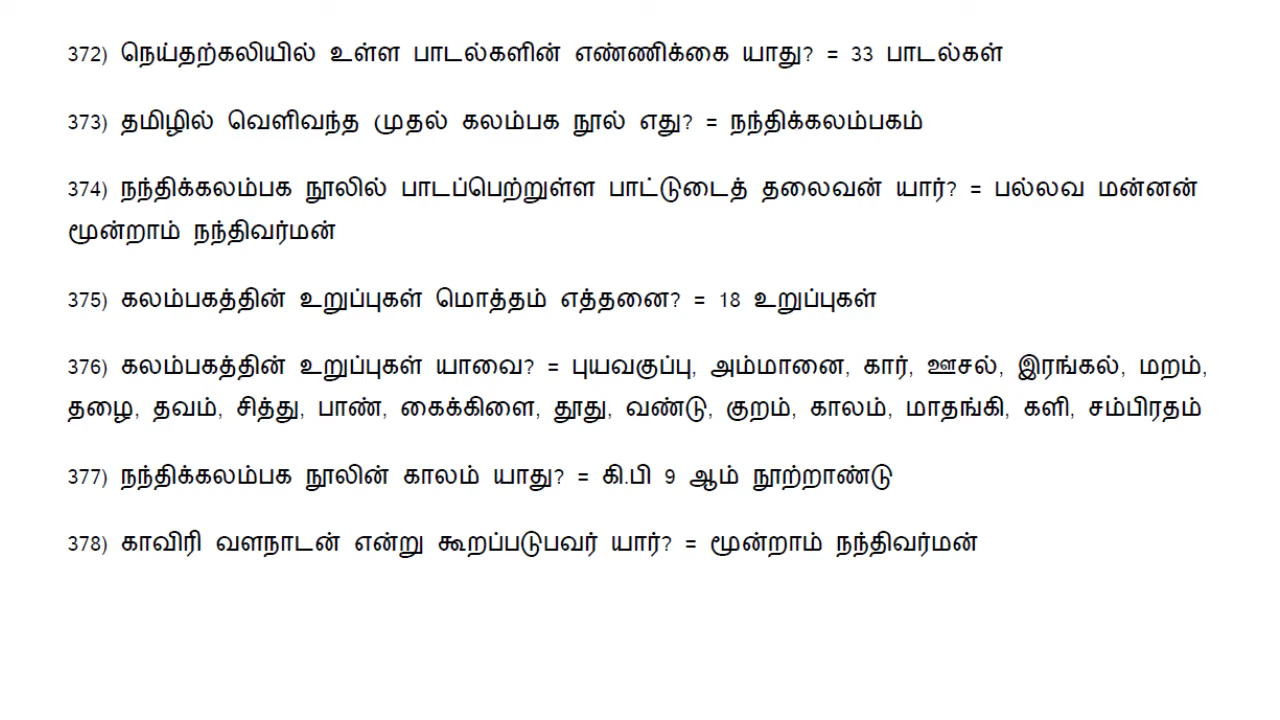 372) நெய்தற்கலியில் உள்ள பாடல்களின் எண்ணிக்கை யாது? = 33 பாடல்கள்
373) தமிழில் வெளிவந்த முதல் கலம்பக நூல் எது? = நந்திக்கலம்பகம்
374) நந்திக்கலம்பக நூலில் பாடப்பெற்றுள்ள பாட்டுடைத் தலைவன் யார்? = பல்லவ மன்னன்
மூன்றாம் நந்திவர்மன்
375) கலம்பகத்தின் உறுப்புகள் மொத்தம் எத்தனை? = 18 உறுப்புகள்
376) கலம்பகத்தின் உறுப்புகள் யாவை? = புயவகுப்பு, அம்மானை, கார், ஊசல், இரங்கல், மறம்,
தழை, தவம், சித்து, பாண், கைக்கிளை, தூது, வண்டு, குறம், காலம், மாதங்கி, களி, சம்பிரதம்
377) நந்திக்கலம்பக நூலின் காலம் யாது? = கி.பி 9 ஆம் நூற்றாண்டு
378) காவிரி வளநாடன் என்று கூறப்படுபவர் யார்? = மூன்றாம் நந்திவர்மன்